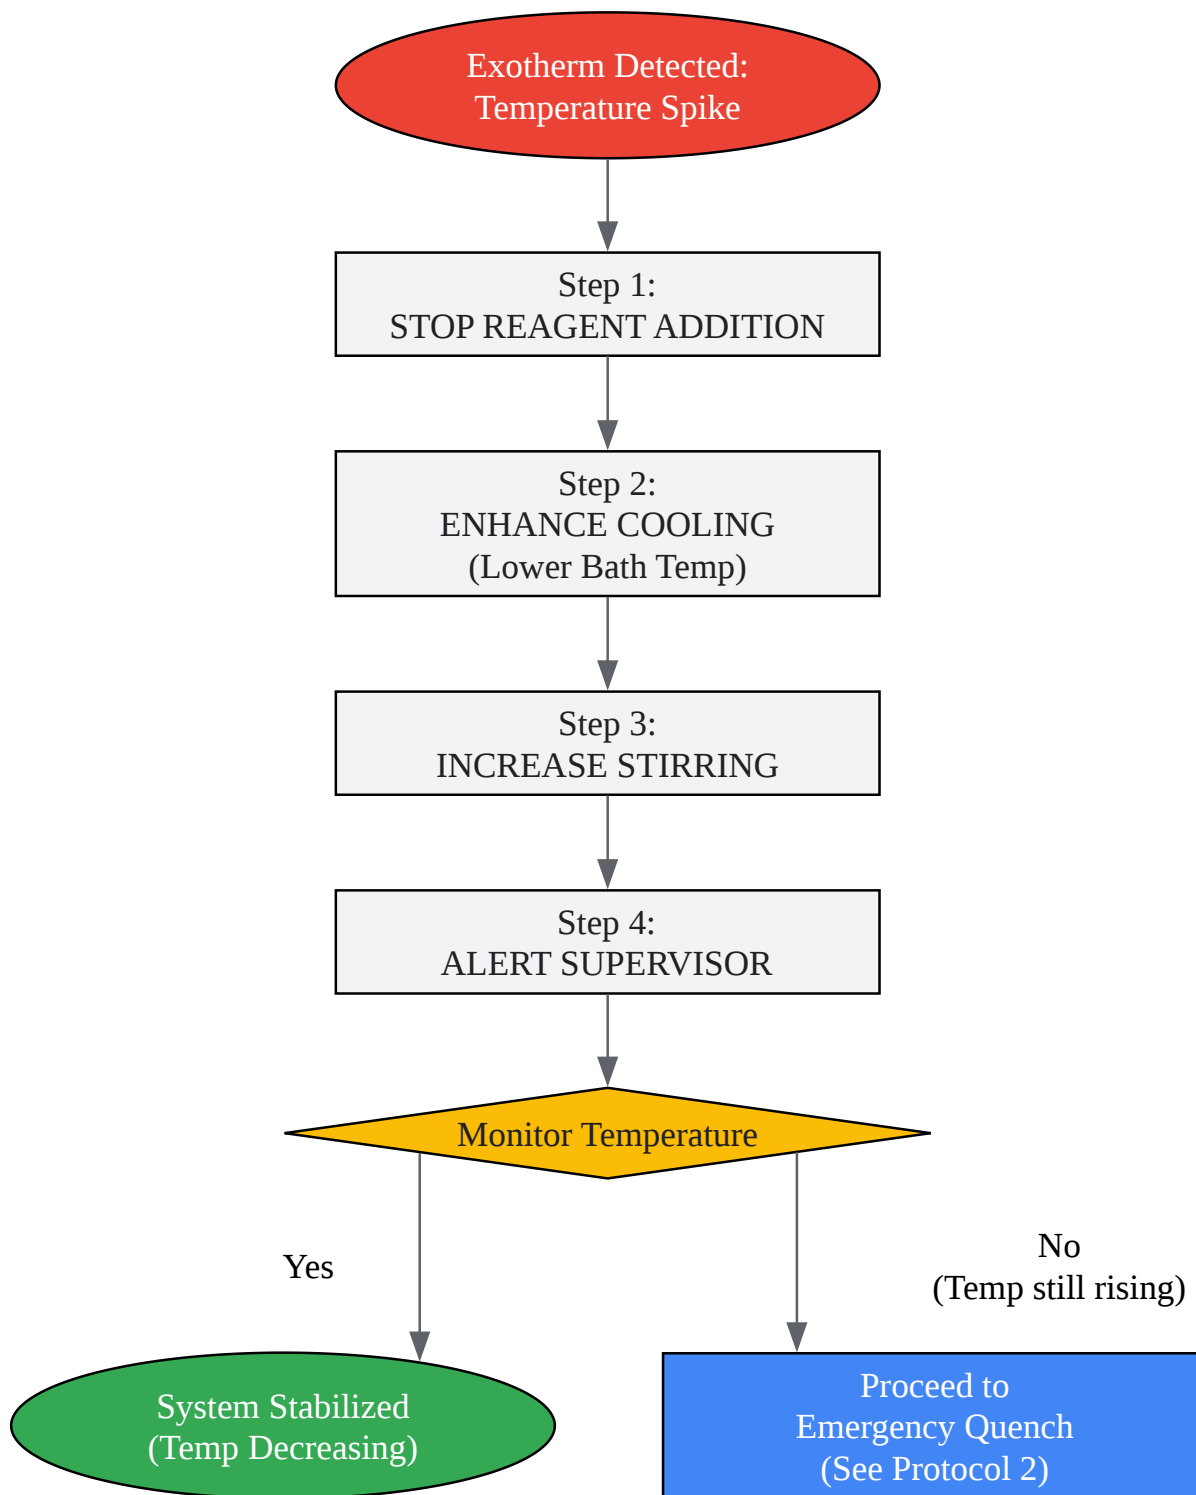 Exotherm Detected:
Temperature Spike
Step 1:
STOP REAGENT ADDITION
Step 2:
ENHANCE COOLING
(Lower Bath Temp)
Step 3:
INCREASE STIRRING
Step 4:
ALERT SUPERVISOR
Monitor Temperature
Yes
No
(Temp still rising)
System Stabilized
(Temp Decreasing)
Proceed to
Emergency Quench
(See Protocol 2)